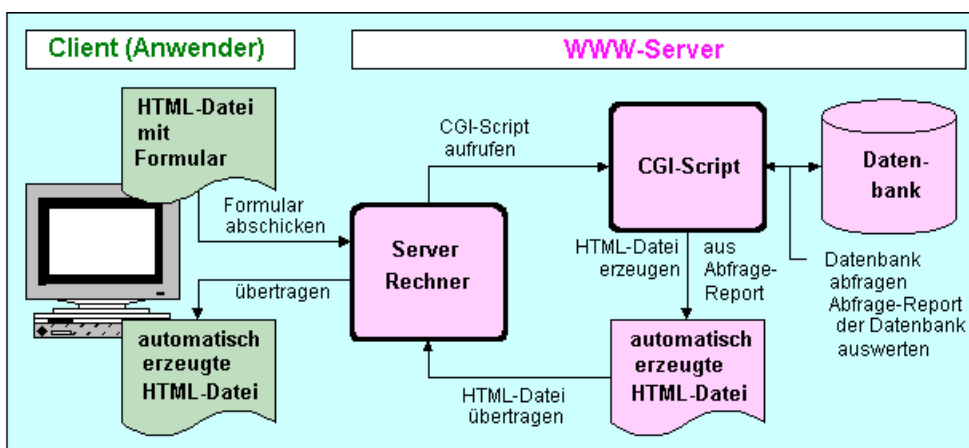 Client (Anwender)
WWW-Server
HTML-Datei
mit
Formular
Formular
abschicken
Server
Rechner
CGI-Script
aufrufen
CGI-Script
Daten-
bank
Datenbank
abfragen
Abfrage-Report
der Datenbank
auswerten
HTML-Datei
erzeugen
aus
Abfrage-
Report
automatisch
erzeugte
HTML-Datei
HTML-Datei
übertragen
übertragen
automatisch
erzeugte
HTML-Datei